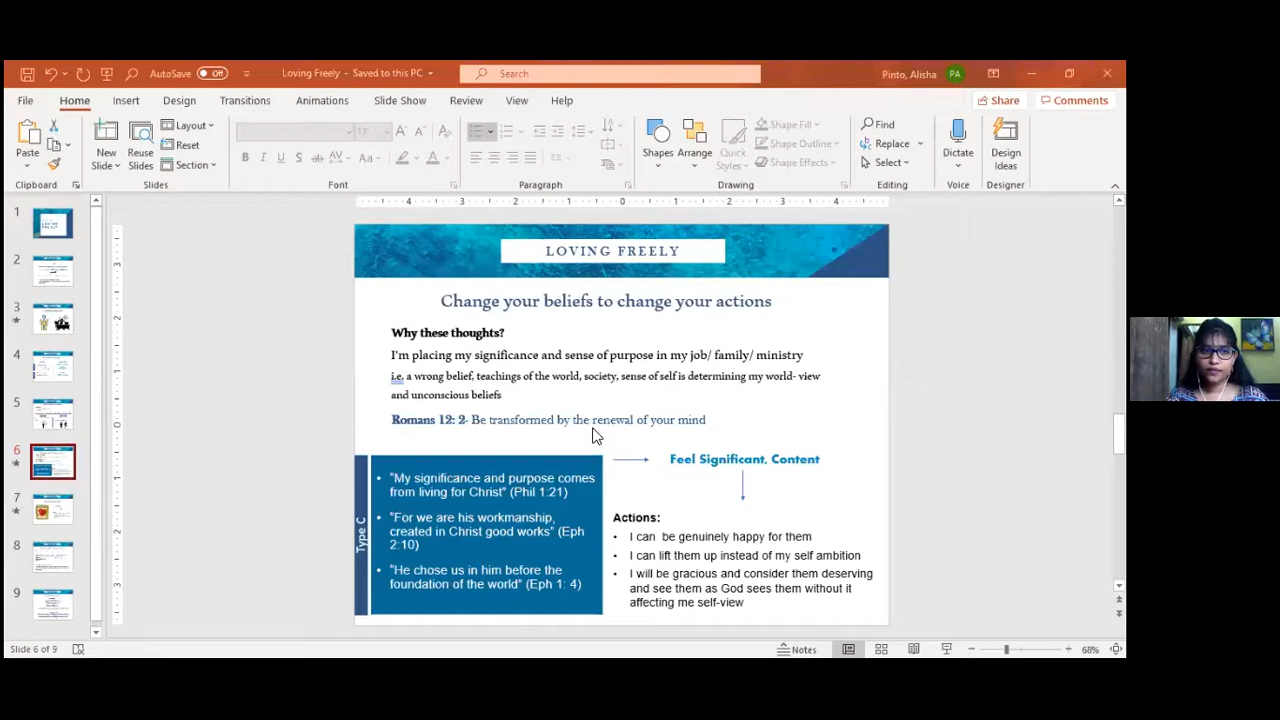 AutoSave Off Loving Freely - Saved to this PC Search Pinto, Alisha PA
File Home Insert Design Transitions Animations Slide Show Review View Help Share Comments
Paste New Slide Reuse Slides Layout Reset Section
Shapes Arrange Quick Styles Shape Fill Shape Outline Shape Effects
Find Replace Select Dictate Design Ideas
Clipboard Slides Font Paragraph Drawing Editing Voice Designer
1
2
3
4
5
6
7
8
9
LOVING FREELY
Change your beliefs to change your actions
Why these thoughts?
I'm placing my significance and sense of purpose in my job/ family/ ministry
i.e. a wrong belief, teachings of the world, society, sense of self is determining my world- view
and unconscious beliefs
Romans 12: 2- Be transformed by the renewal of your mind
Type C
• "My significance and purpose comes
from living for Christ" (Phil 1:21)
• "For we are his workmanship,
created in Christ good works" (Eph
2:10)
• "He chose us in him before the
foundation of the world" (Eph 1: 4)
Feel Significant, Content
Actions:
• I can be genuinely happy for them
• I can lift them up instead of my self ambition
• I will be gracious and consider them deserving
and see them as God sees them without it
affecting me self-view
Slide 6 of 9 Notes 68%